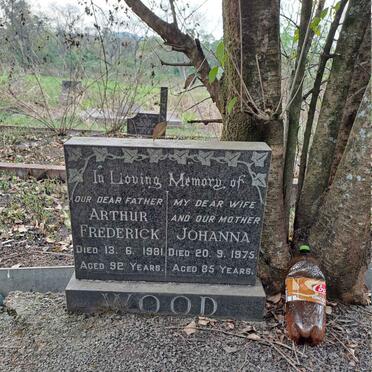 In Loving Memory of
OUR DEAR FATHER
ARTHUR
FREDERICK
DIED 13. 6. 1981.
AGED 92 YEARS.
MY DEAR WIFE
AND OUR MOTHER
JOHANNA
DIED 20. 9. 1975.
AGED 85 YEARS.
WOOD